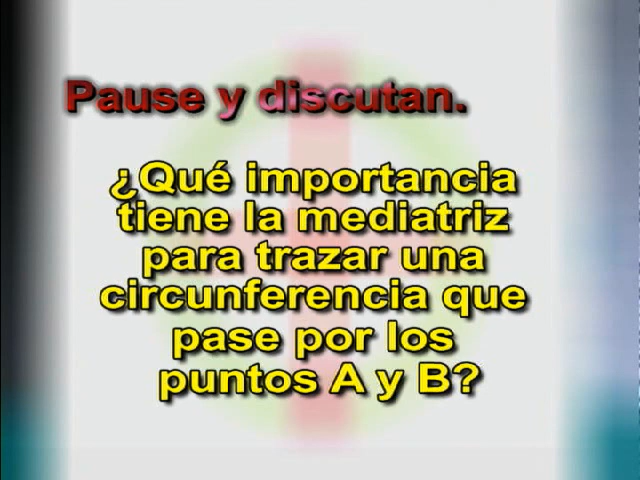 Pause y discutan.
¿Qué importancia
tiene la mediatriz
para trazar una
circunferencia que
pase por los
puntos A y B?